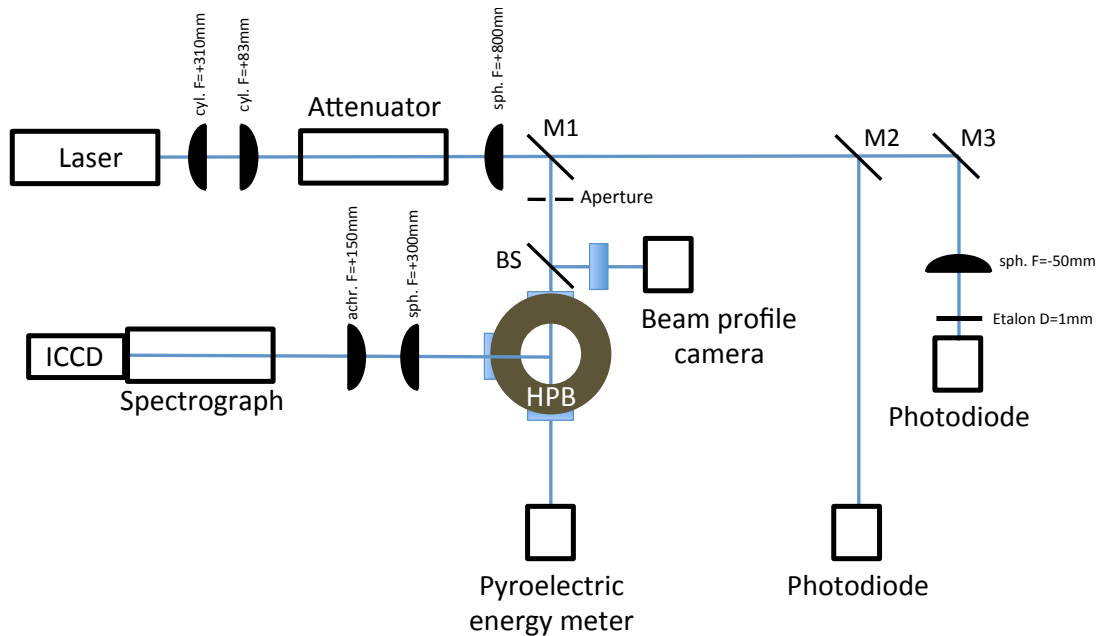 cyl. F=+310mm
cyl. F=+83mm
sph. F=+800mm
Attenuator
M1
M2
M3
Laser
Aperture
BS
sph. F=-50mm
achr. F=+150mm
sph. F=+300mm
Beam profile
camera
Etalon D=1mm
ICCD
Spectrograph
HPB
Photodiode
Pyroelectric
energy meter
Photodiode